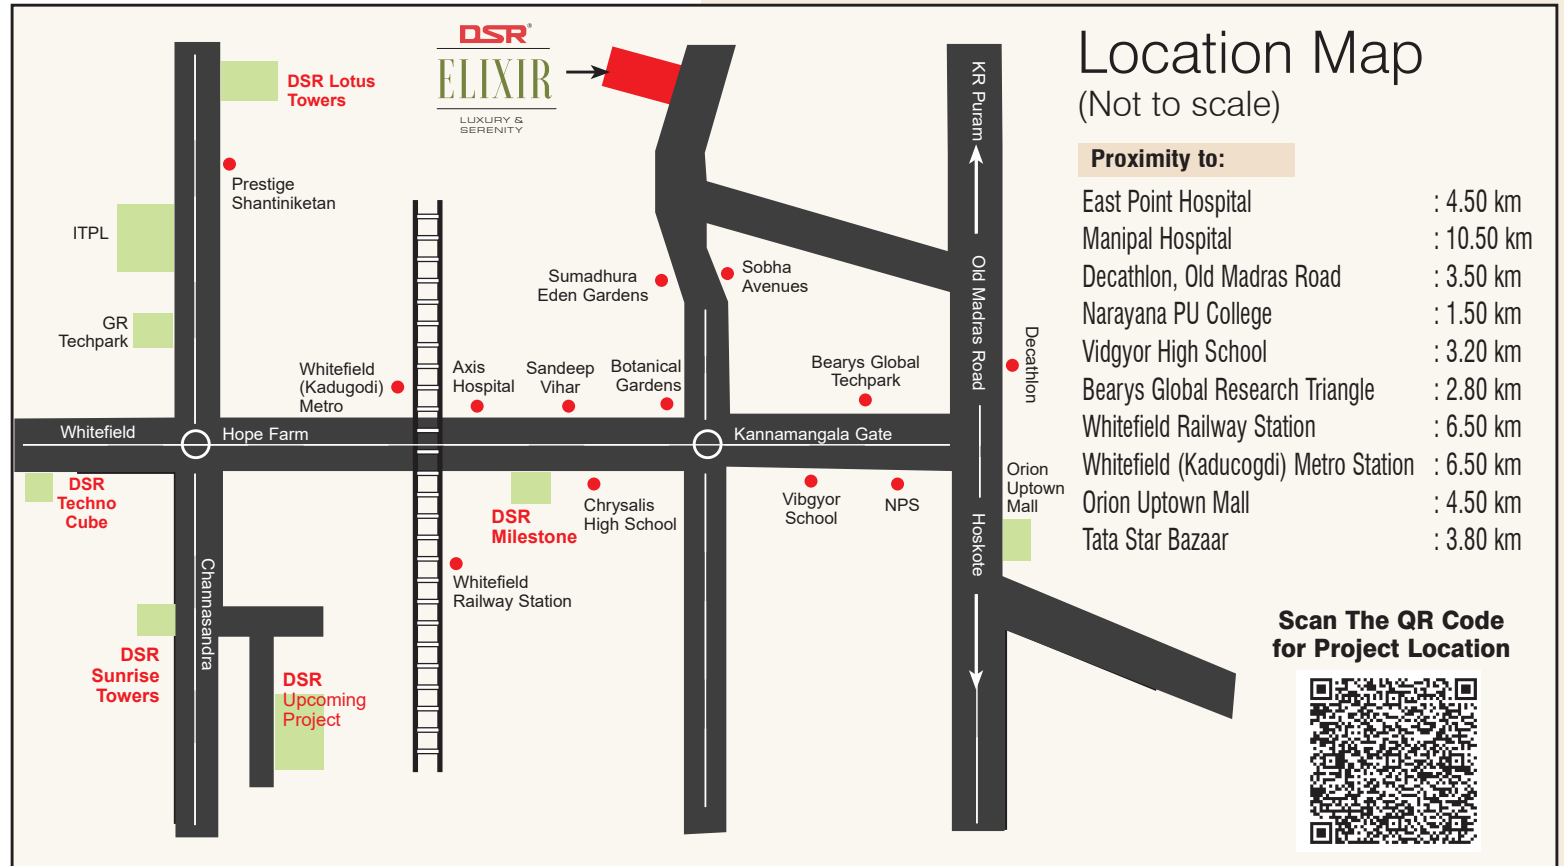 DSR®
ELIXIR
LUXURY &
SERENITY
DSR Lotus
Towers
Prestige
Shantiniketan
ITPL
GR
Techpark
Whitefield
(Kadugodi)
Metro
Axis
Hospital
Sandeep
Vihar
Botanical
Gardens
Sumadhura
Eden Gardens
Sobha
Avenues
Bearys Global
Techpark
KR Puram
Old Madras Road
Hoskote
Decathlon
Whitefield
Hope Farm
Kannamangala Gate
DSR
Techno
Cube
DSR
Milestone
Chrysalis
High School
Vibgyor
School
NPS
Orion
Uptown
Mall
Whitefield
Railway Station
Channasandra
DSR
Sunrise
Towers
DSR
Upcoming
Project
Location Map
(Not to scale)
Proximity to:
East Point Hospital : 4.50 km
Manipal Hospital : 10.50 km
Decathlon, Old Madras Road : 3.50 km
Narayana PU College : 1.50 km
Vidgyor High School : 3.20 km
Bearys Global Research Triangle : 2.80 km
Whitefield Railway Station : 6.50 km
Whitefield (Kaducogdi) Metro Station : 6.50 km
Orion Uptown Mall : 4.50 km
Tata Star Bazaar : 3.80 km
Scan The QR Code
for Project Location